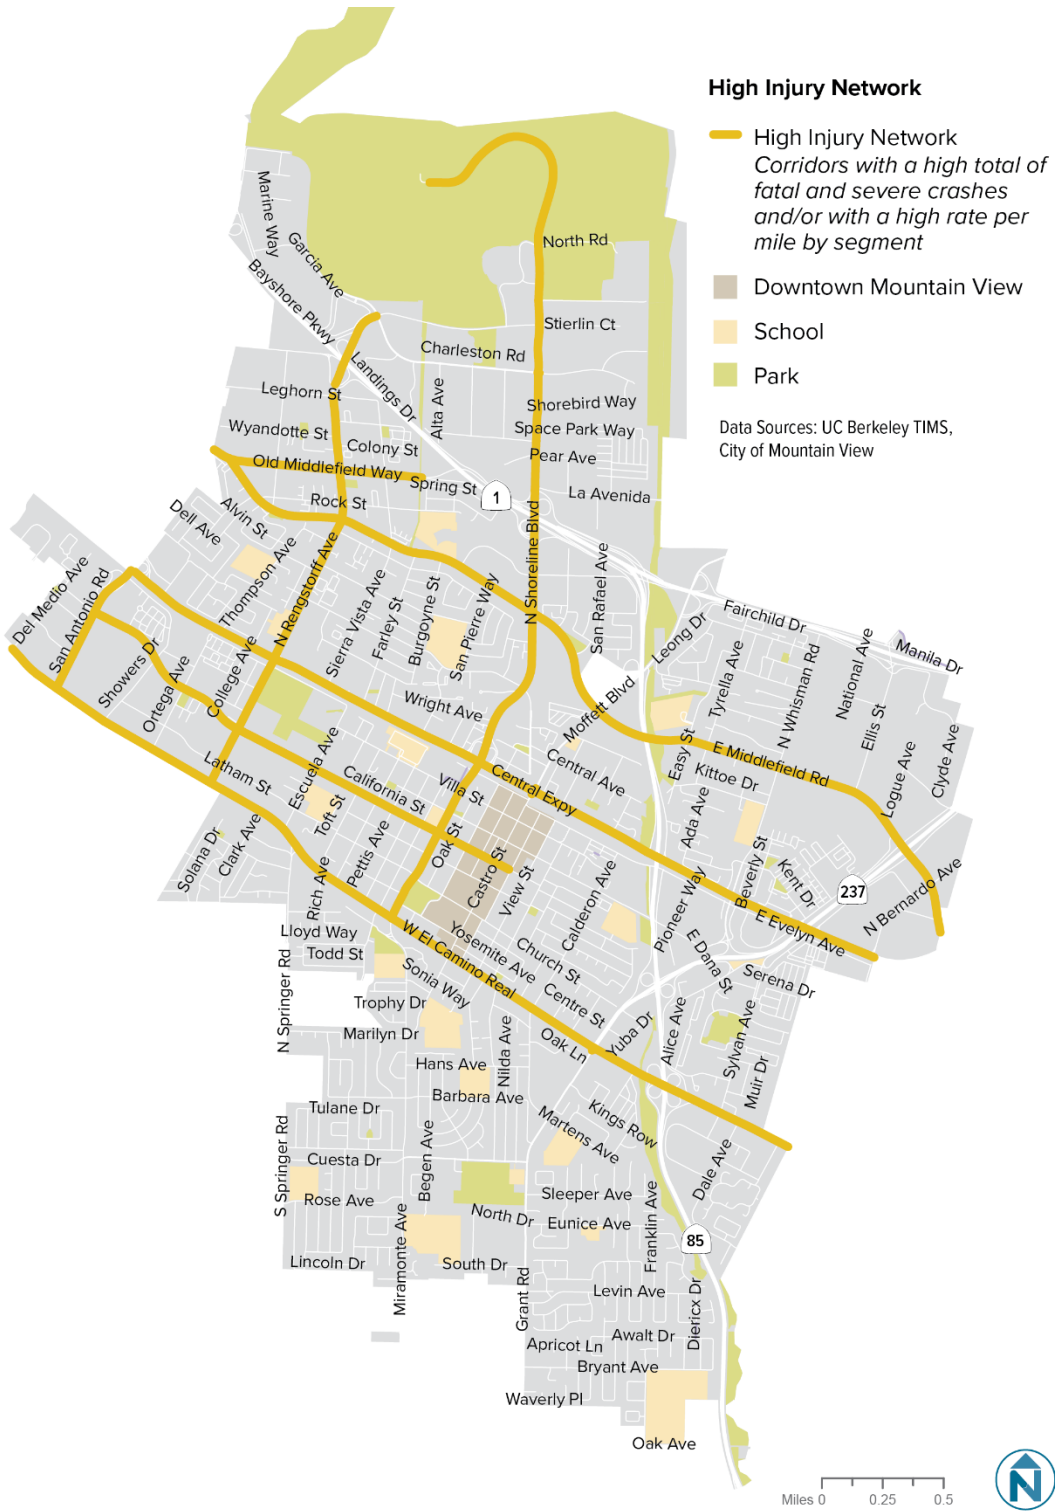 High Injury Network
High Injury Network
Corridors with a high total of
fatal and severe crashes
and/or with a high rate per
mile by segment
Downtown Mountain View
School
Park
Data Sources: UC Berkeley TIMS,
City of Mountain View
Marine Way
Garcia Ave
Bayshore Pkwy
North Rd
Stierlin Ct
Charleston Rd
Landings Dr
Leghorn St
Alta Ave
Shorebird Way
Wyandotte St
Colony St
Space Park Way
Pear Ave
Old Middlefield Way
Spring St
1
La Avenida
Rock St
Alvin St
Dell Ave
N Shoreline Blvd
Thompson Ave
N Rengstorff Ave
Del Medio Ave
San Antonio Rd
Sierra Vista Ave
Farley St
Burgoyne St
San Pierre Way
San Rafael Ave
Leong Dr
Fairchild Dr
Manila Dr
Showers Dr
Ortega Ave
College Ave
Wright Ave
Moffett Blvd
Tyrella Ave
N Whisman Rd
National Ave
Ellis St
Easy St
E Middlefield Rd
Logue Ave
Clyde Ave
Latham St
Escuela Ave
Toft St
California St
Villa St
Central Expy
Central Ave
Kittoe Dr
Ada Ave
Solana Dr
Clark Ave
Rich Ave
Pettis Ave
Oak St
Castro St
View St
Calderon Ave
Pioneer Way
Beverly St
Kent Dr
237
N Bernardo Ave
E Evelyn Ave
Lloyd Way
Todd St
W El Camino Real
Yosemite Ave
Church St
Centre St
E Dana St
Serena Dr
N Springer Rd
Sonia Way
Trophy Dr
Marilyn Dr
Nilda Ave
Oak Ln
Yuba Dr
Alice Ave
Sylvan Ave
Muir Dr
Hans Ave
Barbara Ave
Tulane Dr
Martens Ave
Kings Row
S Springer Rd
Cuesta Dr
Begen Ave
Dale Ave
Rose Ave
North Dr
Sleeper Ave
Eunice Ave
Franklin Ave
85
Miramonte Ave
Lincoln Dr
South Dr
Grant Rd
Levin Ave
Diericx Dr
Apricot Ln
Awalt Dr
Bryant Ave
Waverly Pl
Oak Ave
Miles 0 0.25 0.5
N